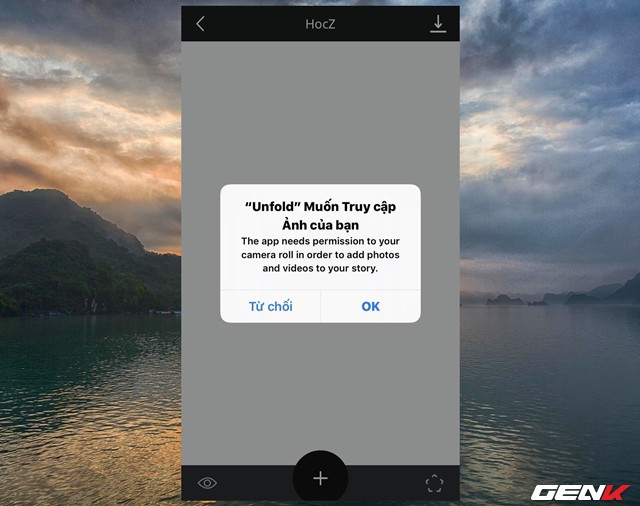 HocZ
“Unfold” Muốn Truy cập
Ảnh của bạn
The app needs permission to your
camera roll in order to add photos
and videos to your story.
Từ chối
OK
GENK